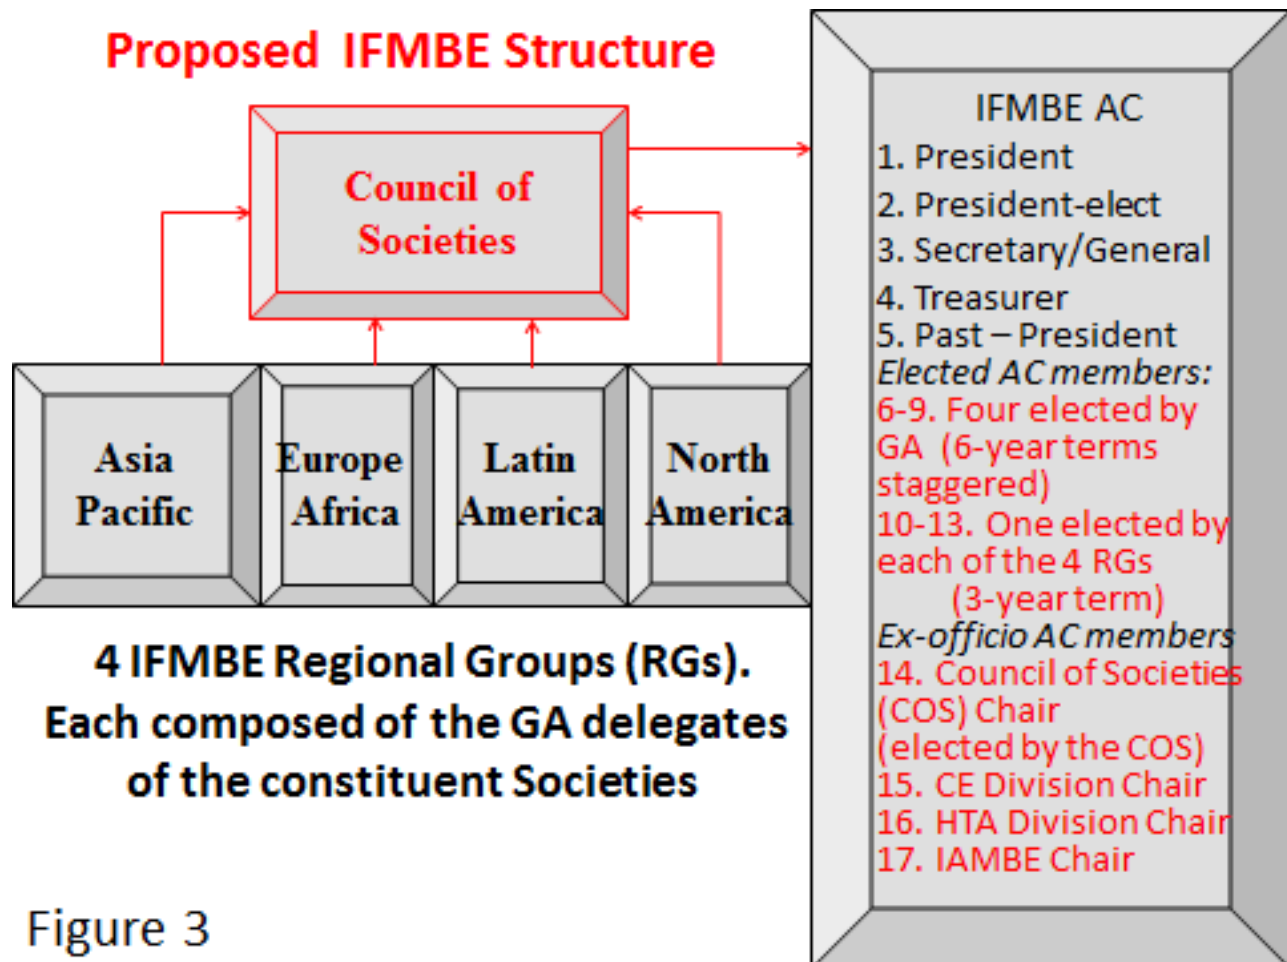 Proposed IFMBE Structure
Council of
Societies
Asia
Pacific
Europe
Africa
Latin
America
North
America
4 IFMBE Regional Groups (RGs).
Each composed of the GA delegates
of the constituent Societies
Figure 3
IFMBE AC
1. President
2. President-elect
3. Secretary/General
4. Treasurer
5. Past – President
Elected AC members:
6-9. Four elected by
GA (6-year terms
staggered)
10-13. One elected by
each of the 4 RGs
(3-year term)
Ex-officio AC members
14. Council of Societies
(COS) Chair
(elected by the COS)
15. CE Division Chair
16. HTA Division Chair
17. IAMBE Chair